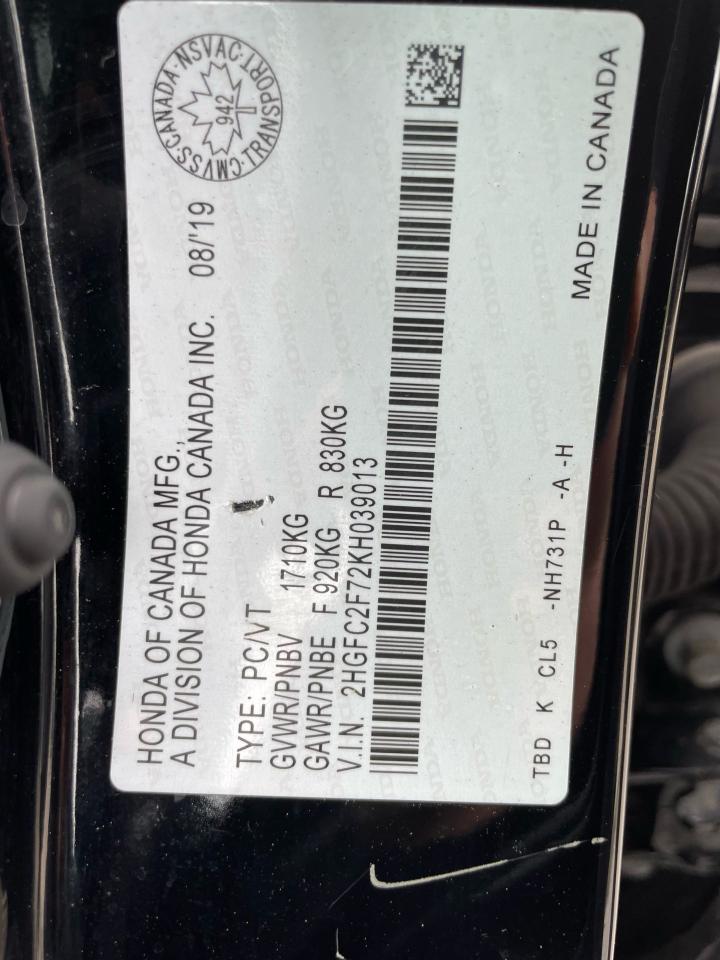 HONDA OF CANADA MFG.,
A DIVISION OF HONDA CANADA INC. 08/'19
CANADA·NSVAC·TRANSPORT·CMVSS·
942
TYPE: PC/VT
GVWR/PNBV 1710KG
GAWR/PNBE F 920KG R 830KG
V.I.N. 2HGFC2F72KH039013
TBD K CL5 -NH731P -A -H
MADE IN CANADA